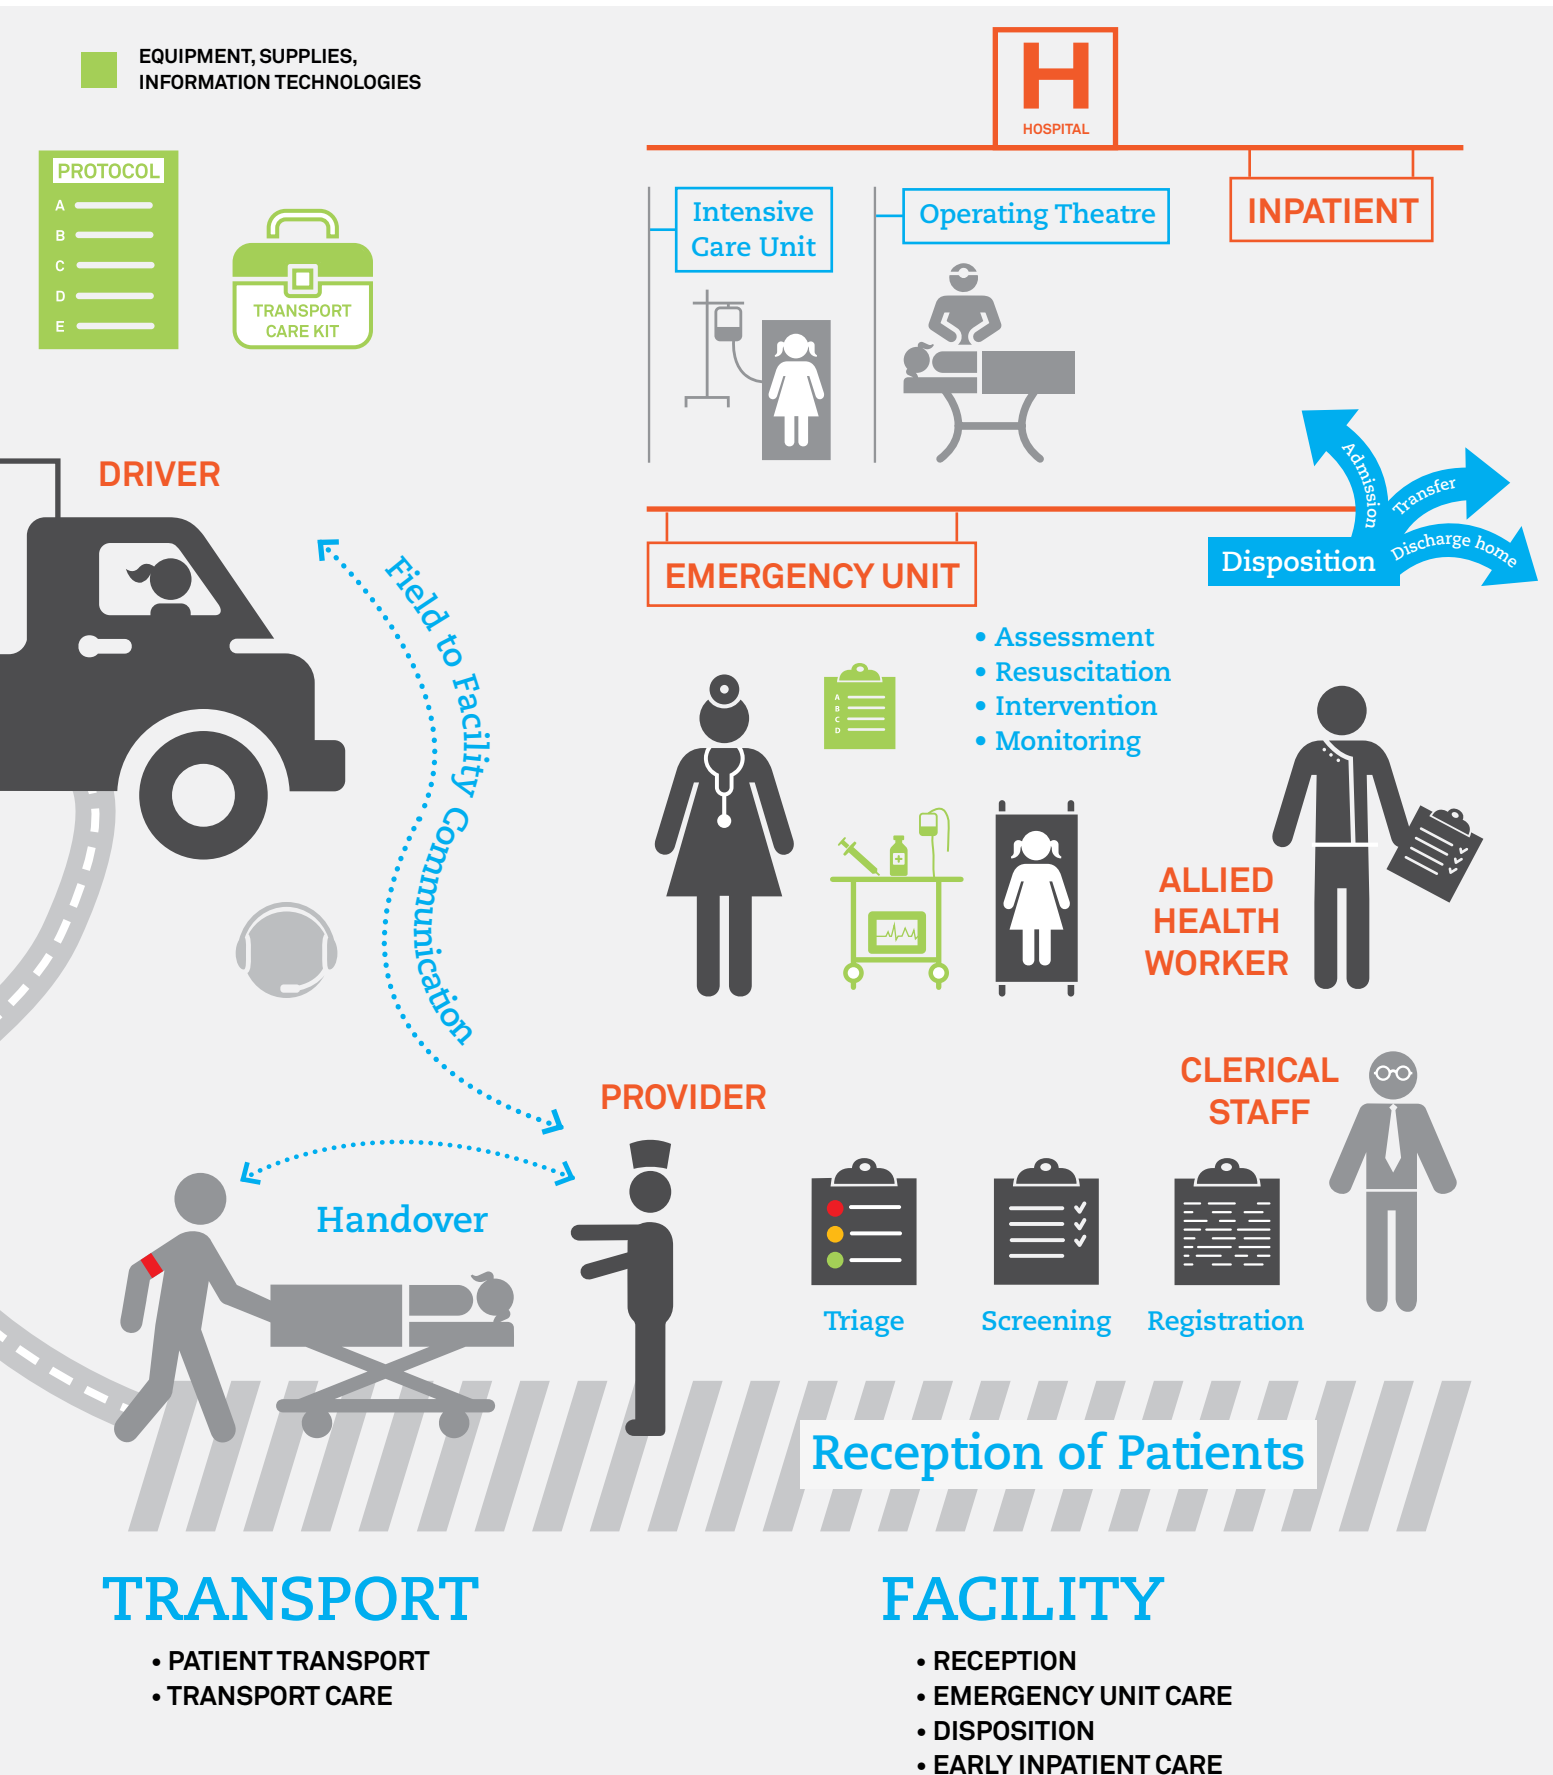 EQUIPMENT, SUPPLIES,
INFORMATION TECHNOLOGIES
PROTOCOL
A
B
C
D
E
TRANSPORT
CARE KIT
H
HOSPITAL
INPATIENT
Intensive
Care Unit
Operating Theatre
Admission
Transfer
Discharge home
Disposition
DRIVER
Field to Facility Communication
EMERGENCY UNIT
• Assessment
• Resuscitation
• Intervention
• Monitoring
A
B
C
D
ALLIED
HEALTH
WORKER
PROVIDER
CLERICAL
STAFF
Handover
Triage
Screening
Registration
Reception of Patients
TRANSPORT
• PATIENT TRANSPORT
• TRANSPORT CARE
FACILITY
• RECEPTION
• EMERGENCY UNIT CARE
• DISPOSITION
• EARLY INPATIENT CARE